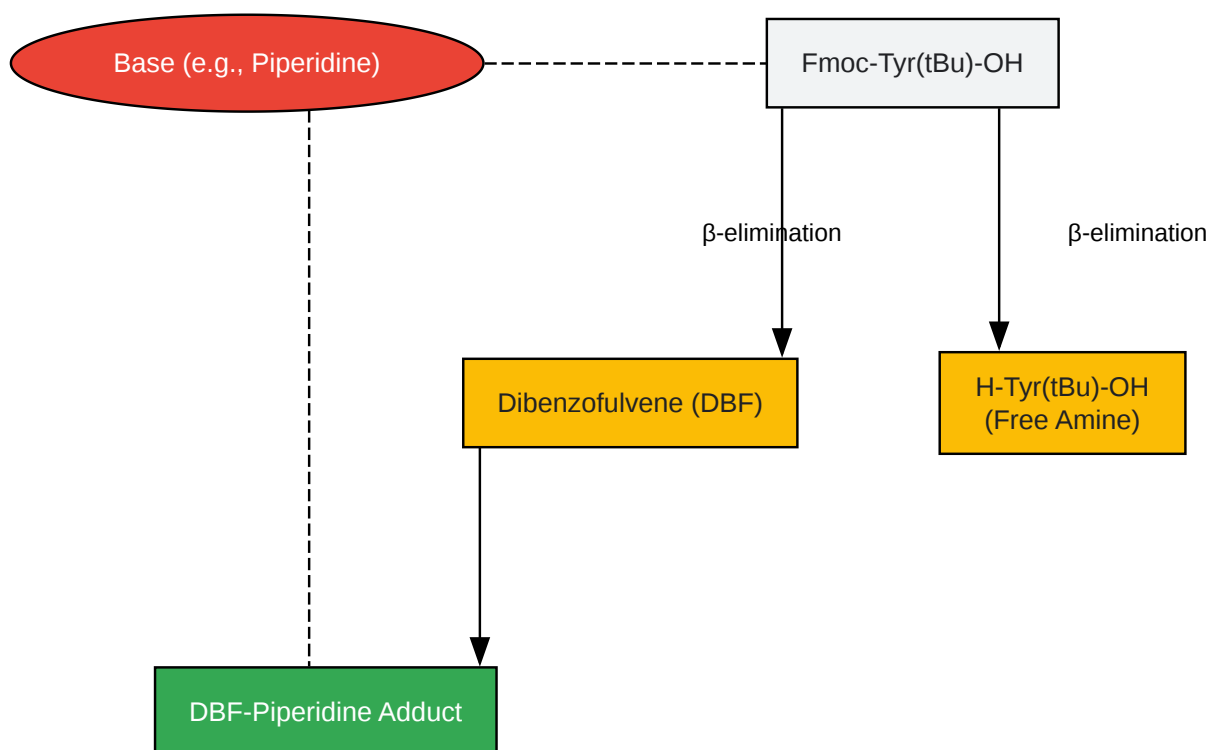 Base (e.g., Piperidine)
Fmoc-Tyr(tBu)-OH
β-elimination
β-elimination
Dibenzofulvene (DBF)
H-Tyr(tBu)-OH
(Free Amine)
DBF-Piperidine Adduct